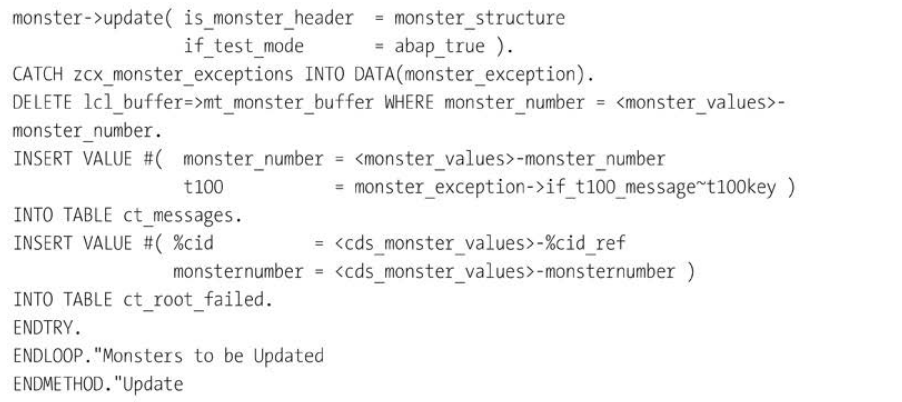 monster->update( is_monster_header  = monster_structure
                 if_test_mode       = abap_true ).
CATCH zcx_monster_exceptions INTO DATA(monster_exception).
DELETE lcl_buffer=>mt_monster_buffer WHERE monster_number = <monster_values>-
monster_number.
INSERT VALUE #(  monster_number = <monster_values>-monster_number
                 t100           = monster_exception->if_t100_message~t100key )
INTO TABLE ct_messages.
INSERT VALUE #( %cid          = <cds_monster_values>-%cid_ref
                monsternumber = <cds_monster_values>-monsternumber )
INTO TABLE ct_root_failed.
ENDTRY.
ENDLOOP."Monsters to be Updated
ENDMETHOD."Update